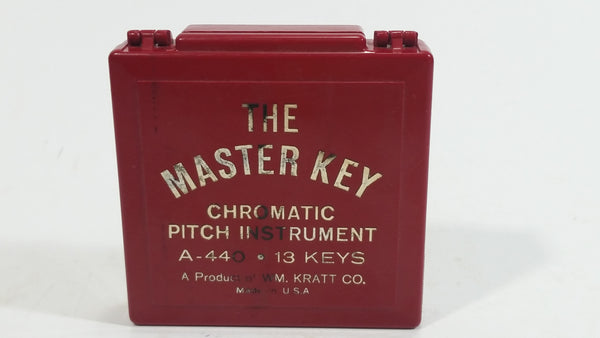 THE
MASTER KEY
CHROMATIC
PITCH INSTRUMENT
A-440 • 13 KEYS
A Product of WM. KRATT CO.
Made in U.S.A